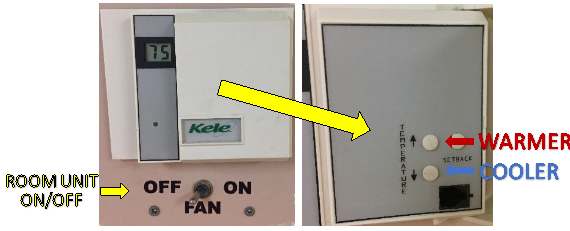 75
Kele
ROOM UNIT
ON/OFF
OFF ON
FAN
TEMPERATURE
WARMER
SETBACK
COOLER